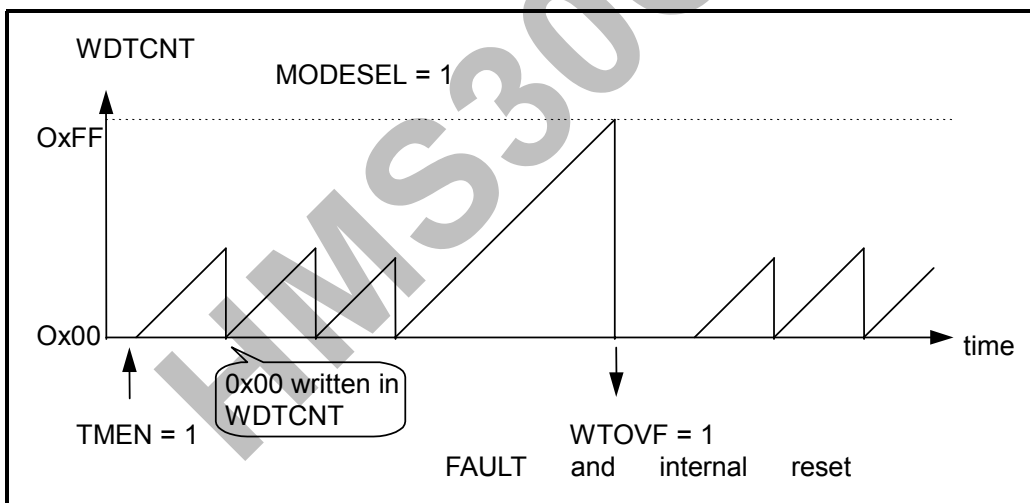 WDTCNT
MODESEL = 1
OxFF
Ox00
time
0x00 written in
WDTCNT
TMEN = 1
WTOVF = 1
FAULT and internal reset